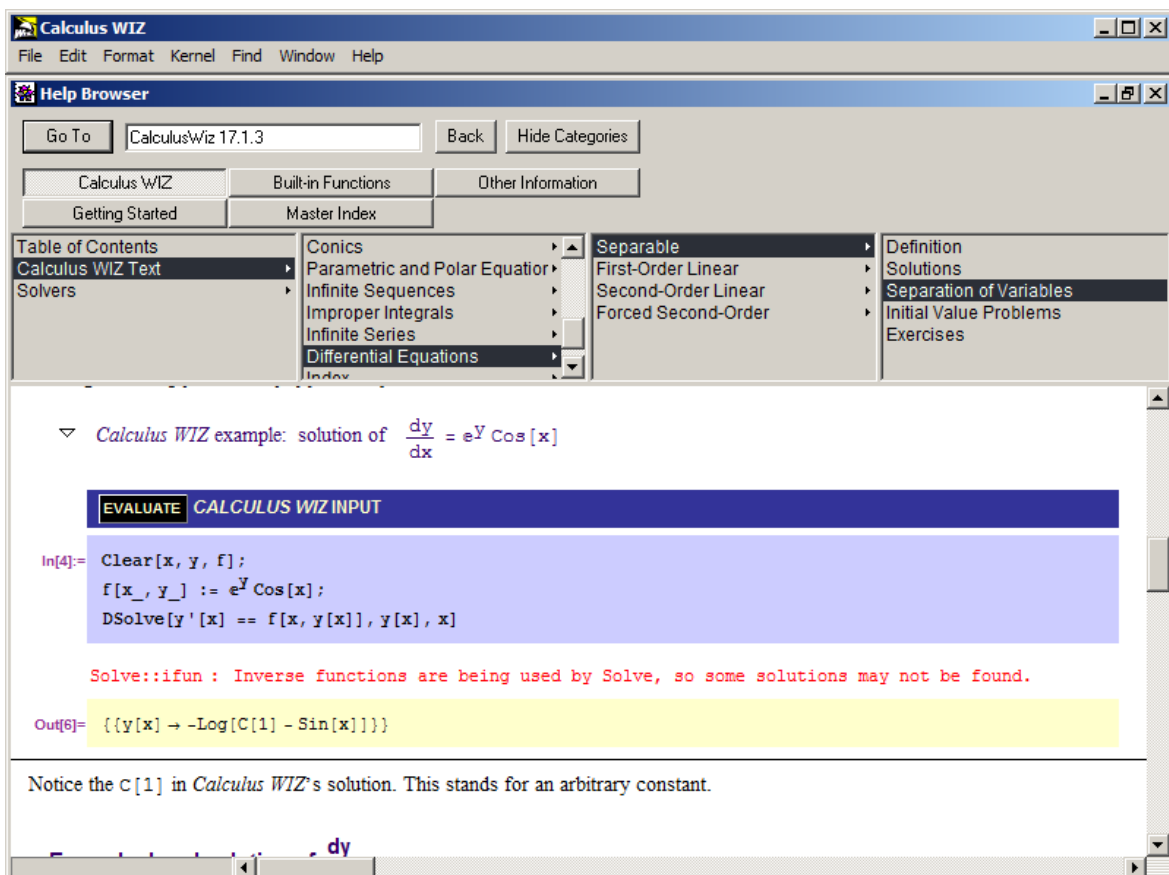 Calculus WIZ
File Edit Format Kernel Find Window Help
Help Browser
Go To CalculusWiz 17.1.3 Back Hide Categories
Calculus WIZ Built-in Functions Other Information
Getting Started Master Index
Table of Contents
Calculus WIZ Text
Solvers
Conics
Parametric and Polar Equation
Infinite Sequences
Improper Integrals
Infinite Series
Differential Equations
Index
Separable
First-Order Linear
Second-Order Linear
Forced Second-Order
Definition
Solutions
Separation of Variables
Initial Value Problems
Exercises
Calculus WIZ example: solution of dy/dx = e^y Cos[x]
EVALUATE CALCULUS WIZ INPUT
In[4]:= Clear[x, y, f];
f[x_, y_] := e^y Cos[x];
DSolve[y'[x] == f[x, y[x]], y[x], x]
Solve::ifun : Inverse functions are being used by Solve, so some solutions may not be found.
Out[6]= {{y[x] → -Log[C[1] - Sin[x]]}}
Notice the C[1] in Calculus WIZ's solution. This stands for an arbitrary constant.
dy